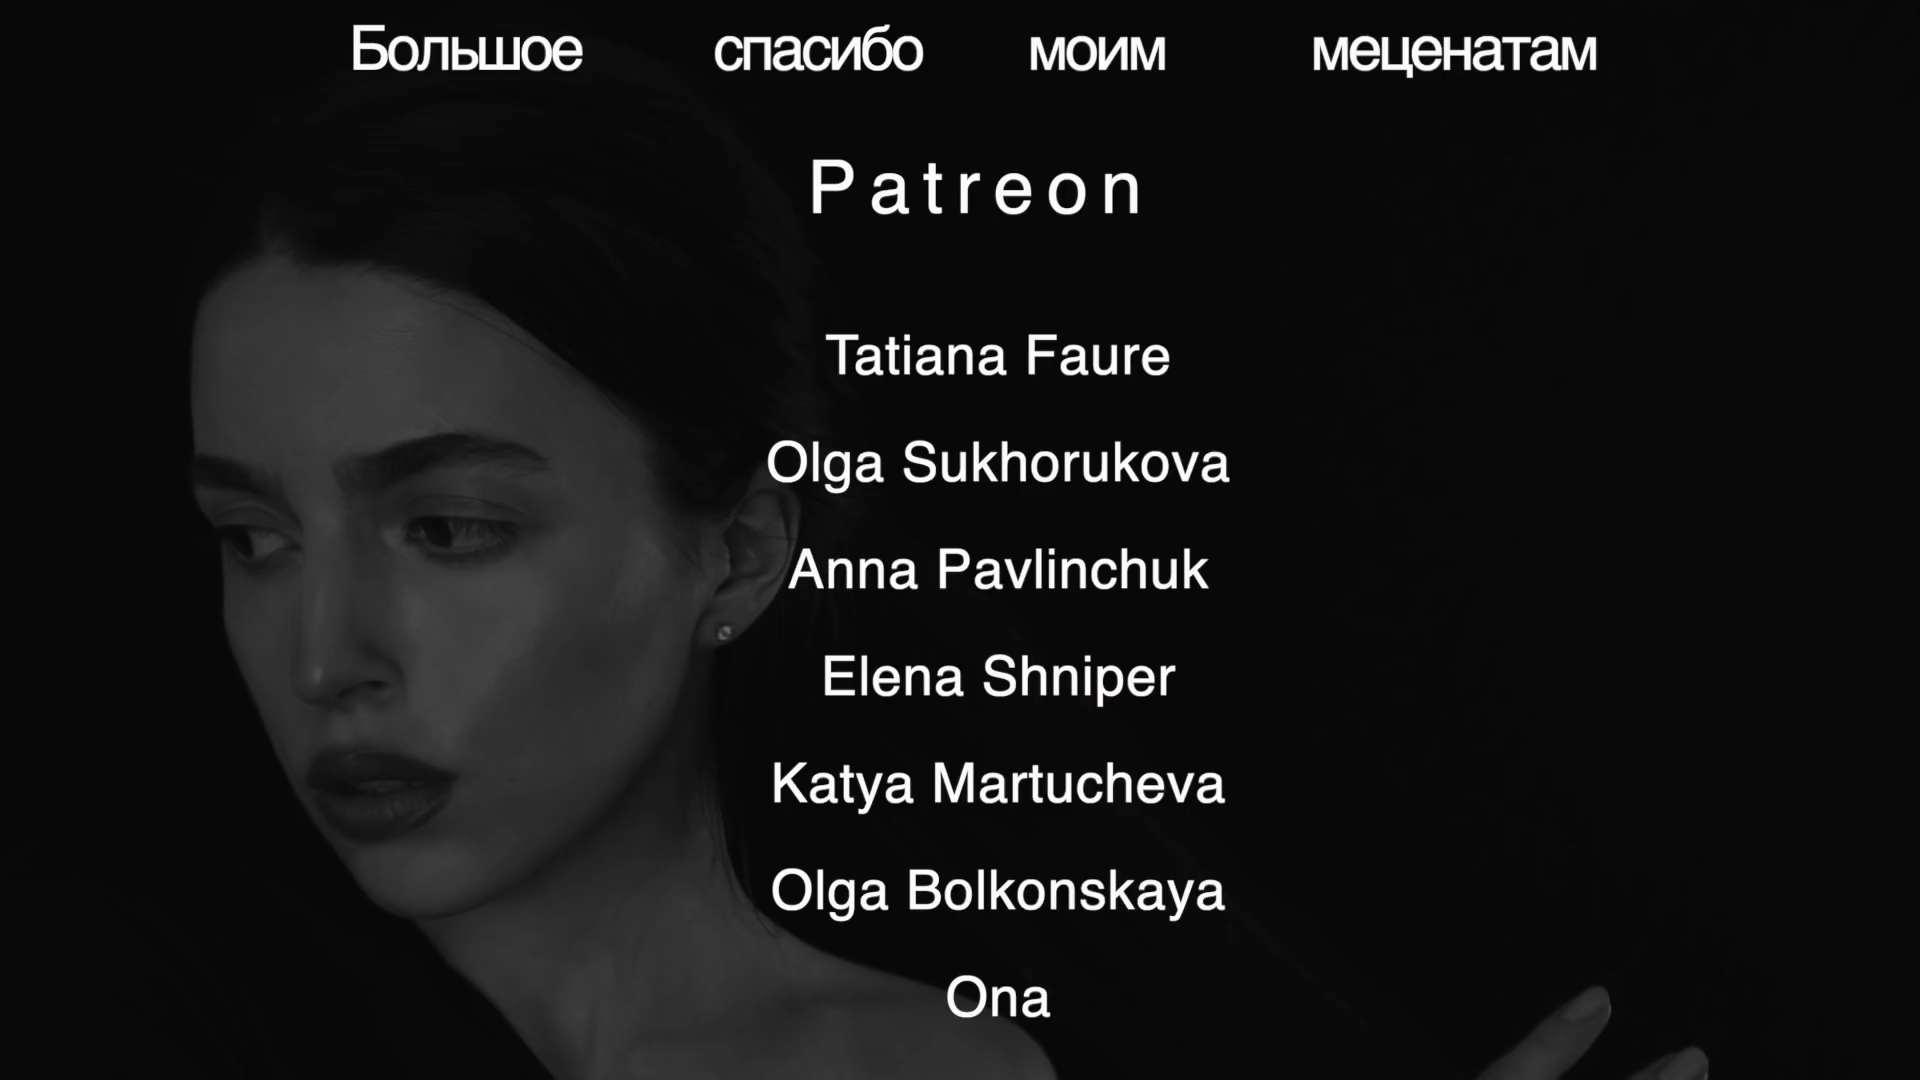 Большое спасибо моим меценатам
Patreon
Tatiana Faure
Olga Sukhorukova
Anna Pavlinchuk
Elena Shniper
Katya Martucheva
Olga Bolkonskaya
Ona